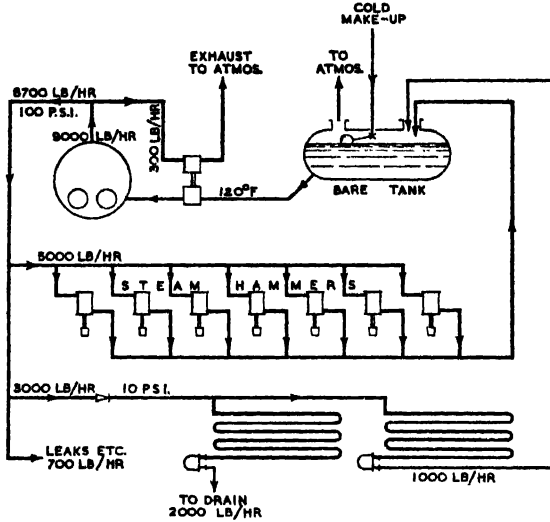 COLD
MAKE-UP
EXHAUST
TO ATMOS.
TO
ATMOS.
8700 LB/HR
100 P.S.I.
9000 LB/HR
300 LB/HR
120°F
BARE TANK
5000 LB/HR
STEAM HAMMERS
3000 LB/HR
10 P.S.I.
LEAKS ETC.
700 LB/HR
1000 LB/HR
TO DRAIN
2000 LB/HR